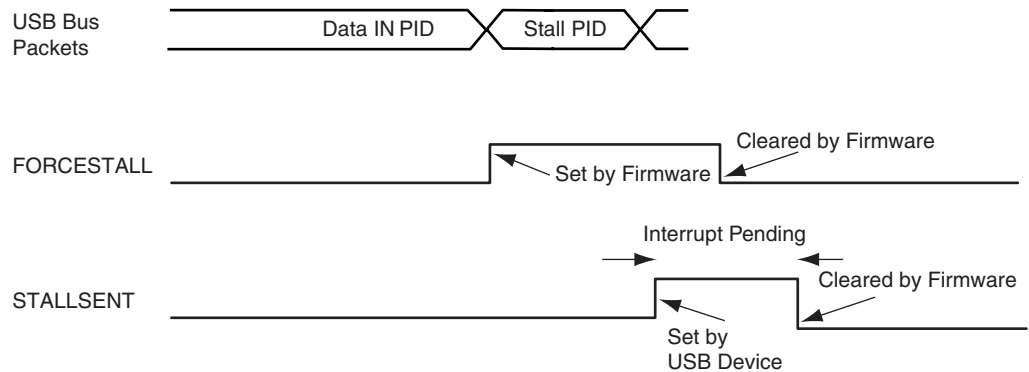 USB Bus
Packets
Data IN PID
Stall PID
Cleared by Firmware
FORCESTALL
Set by Firmware
Interrupt Pending
Cleared by Firmware
STALLSENT
Set by
USB Device